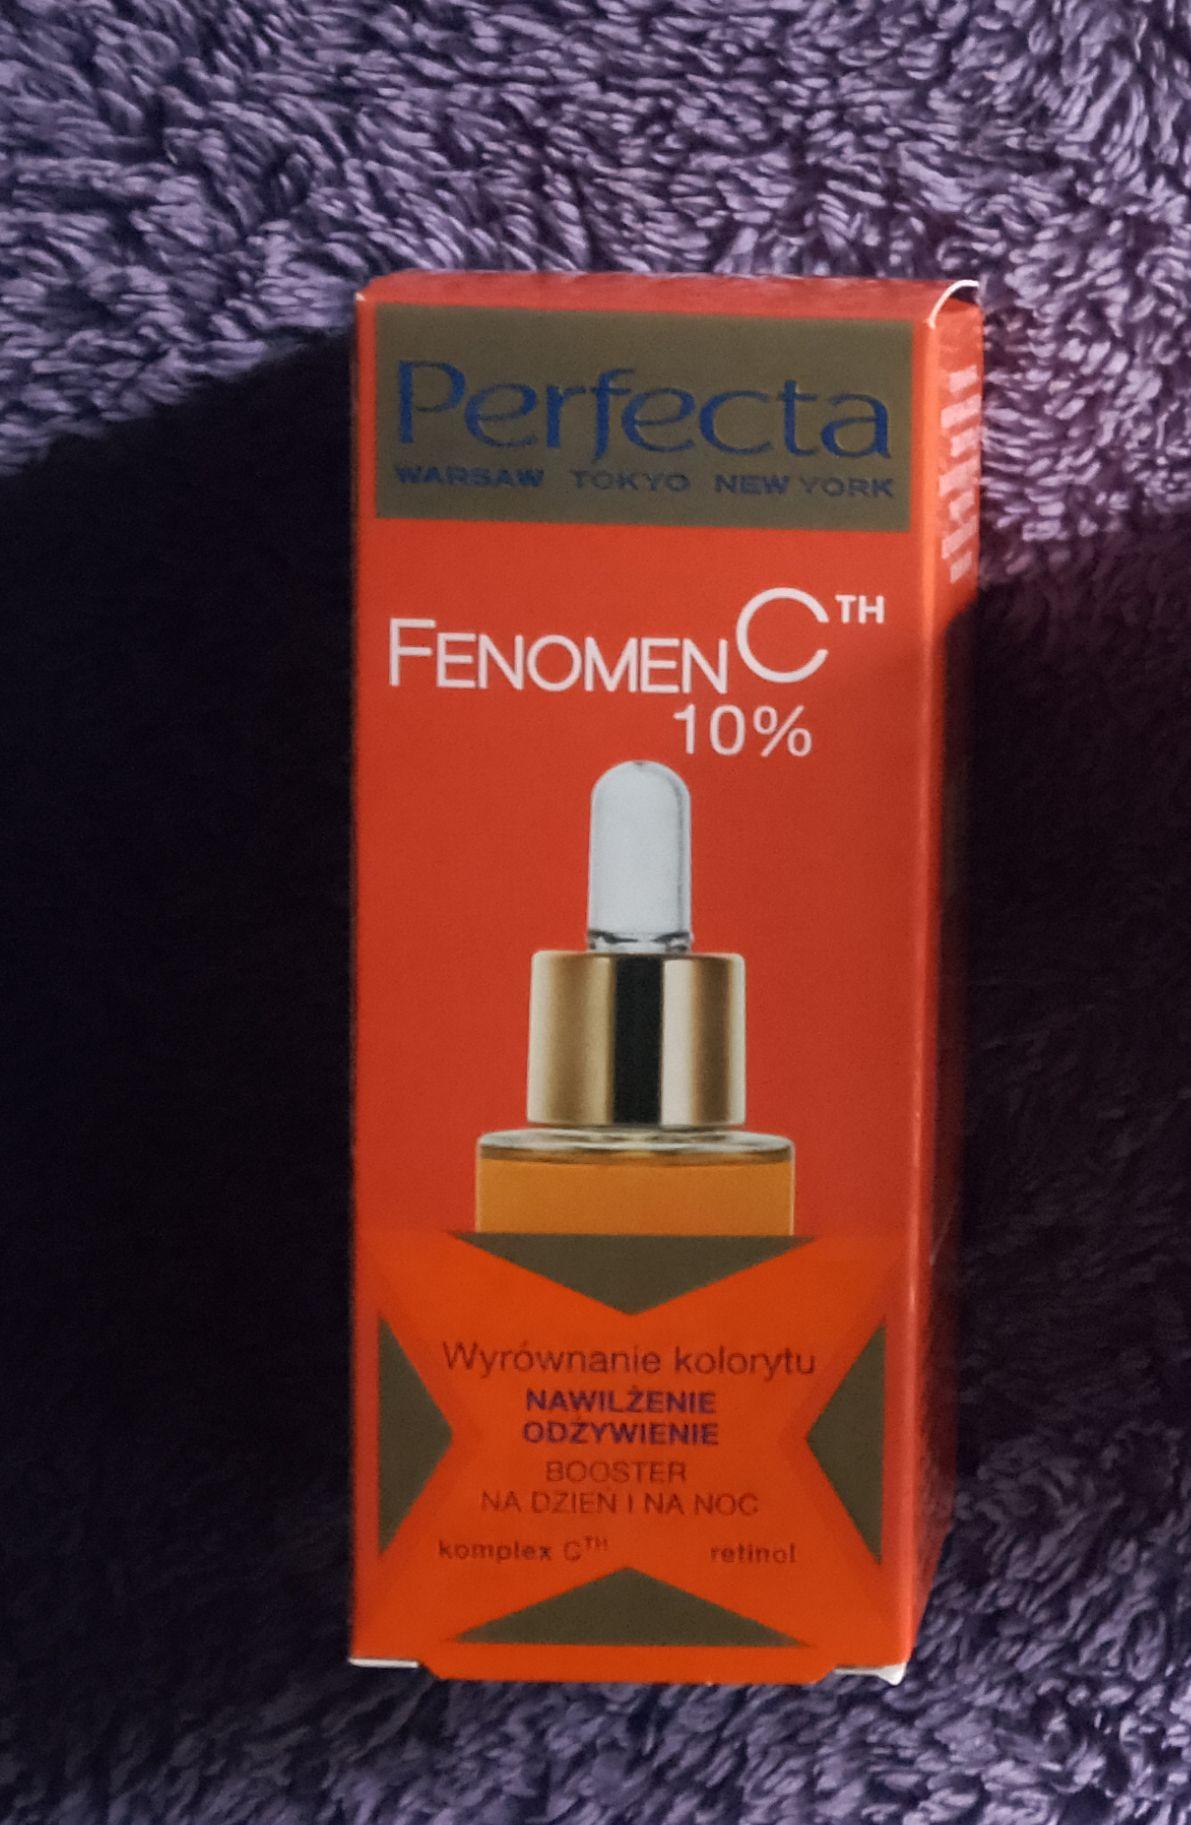 Perfecta
WARSAW TOKYO NEW YORK
FENOMEN C TH
10%
Wyrównanie kolorytu
NAWILŻENIE
ODŻYWIENIE
BOOSTER
NA DZIEŃ I NA NOC
komplex C TH retinol